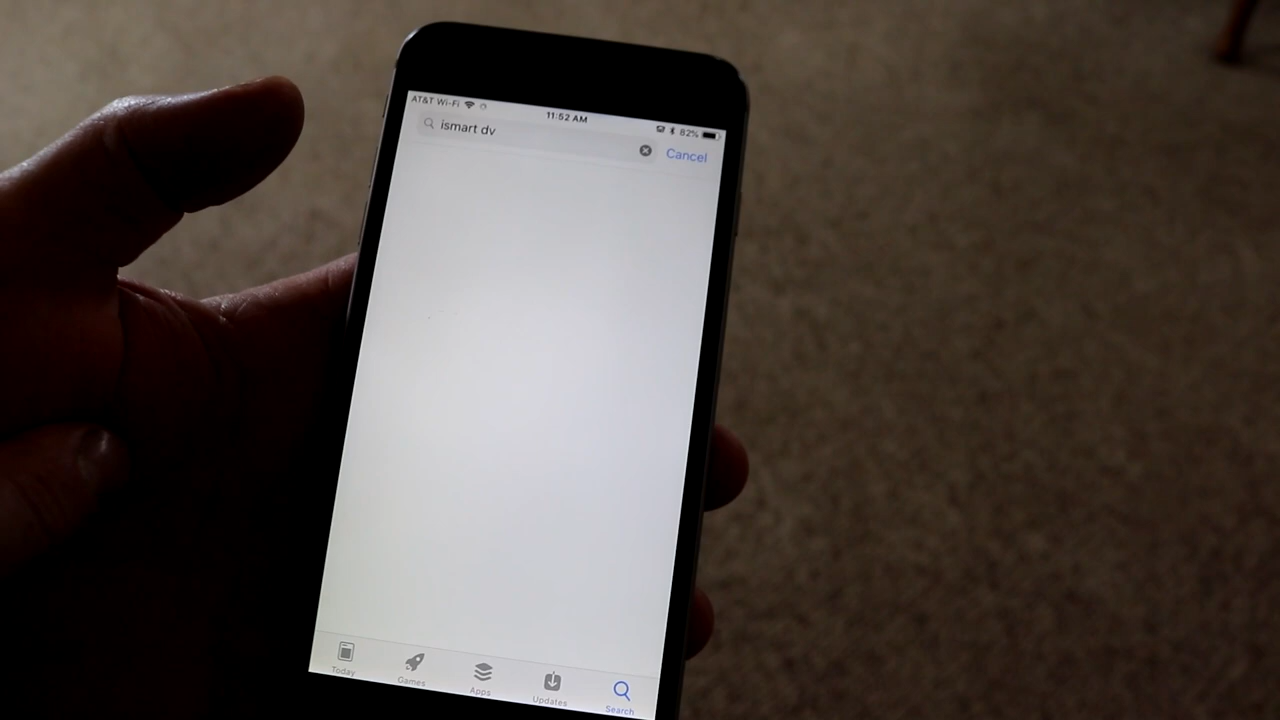 AT&T Wi-Fi 11:52 AM 82%
ismart dv
Cancel
Today Games Apps Updates Search